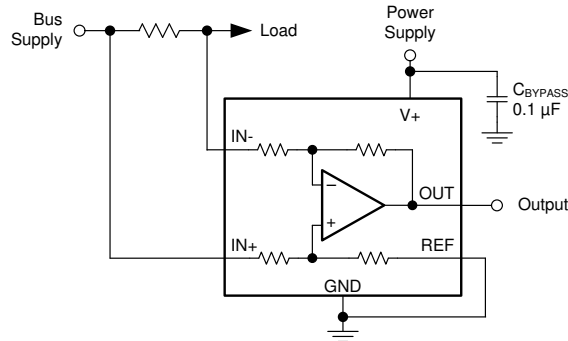 Bus
Supply
Load
Power
Supply
CBYPASS
0.1 µF
V+
IN-
−
+
OUT
Output
IN+
REF
GND